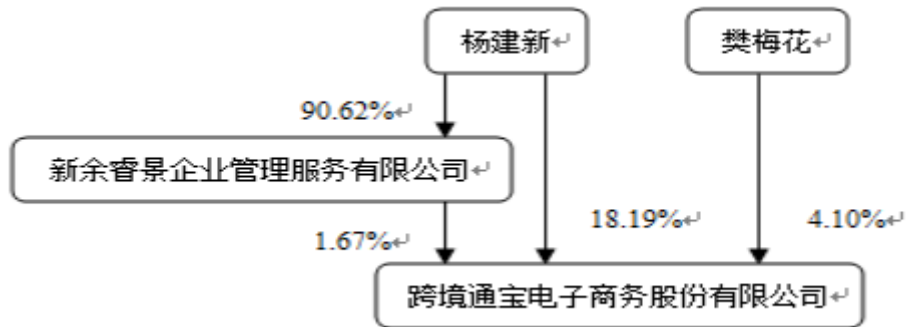 杨建新↵
樊梅花↵
90.62%↵
新余睿景企业管理服务有限公司↵
1.67%↵
18.19%↵
4.10%↵
跨境通宝电子商务股份有限公司↵